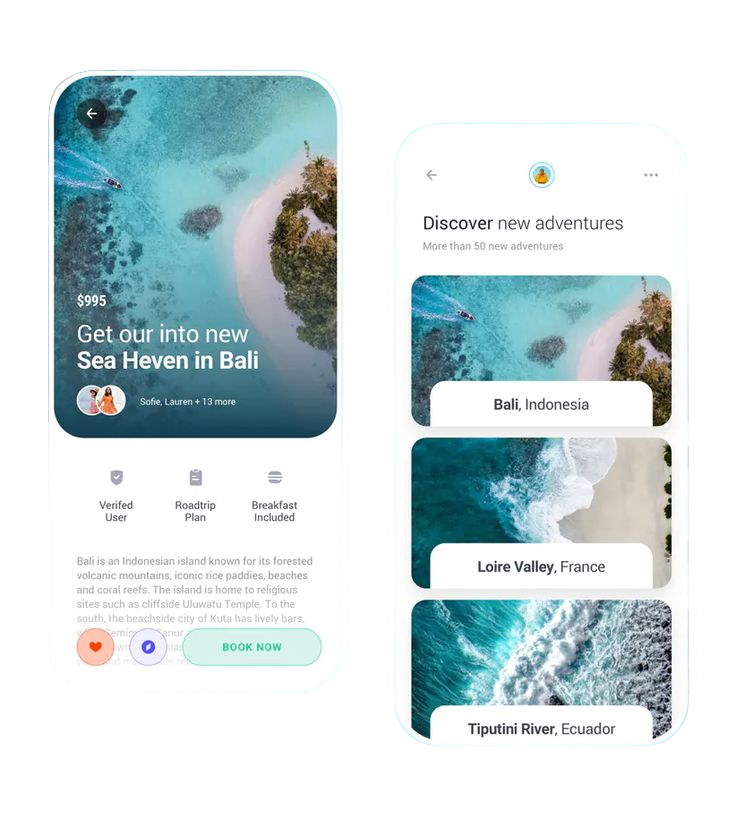 $995
Get our into new
Sea Heven in Bali
Sofie, Lauren + 13 more
Verifed
User
Roadtrip
Plan
Breakfast
Included
Bali is an Indonesian island known for its forested
volcanic mountains, iconic rice paddies, beaches
and coral reefs. The island is home to religious
sites such as cliffside Uluwatu Temple. To the
south, the beachside city of Kuta has lively bars,
BOOK NOW
Discover new adventures
More than 50 new adventures
Bali, Indonesia
Loire Valley, France
Tiputini River, Ecuador